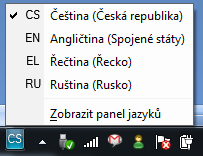 CS Čeština (Česká republika)
EN Angličtina (Spojené státy)
EL Řečtina (Řecko)
RU Ruština (Rusko)
Zobrazit panel jazyků
CS